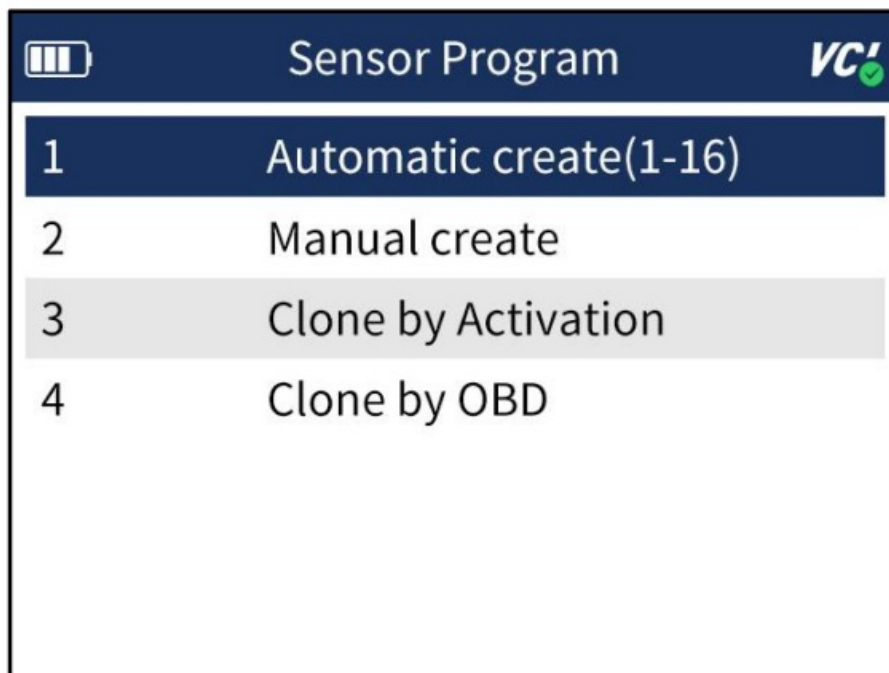 Sensor Program VCI
1 Automatic create(1-16)
2 Manual create
3 Clone by Activation
4 Clone by OBD